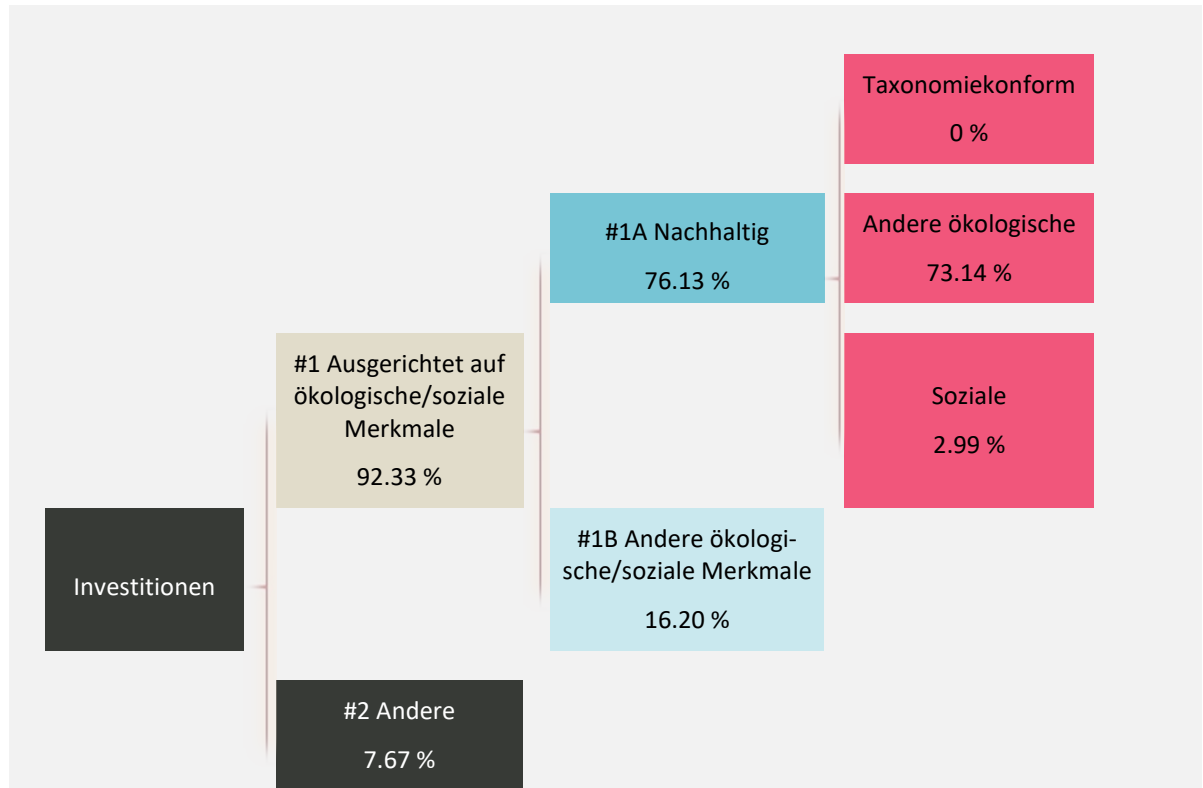 Taxonomiekonform
0 %
#1A Nachhaltig
76.13 %
Andere ökologische
73.14 %
#1 Ausgerichtet auf
ökologische/soziale
Merkmale
92.33 %
Soziale
2.99 %
Investitionen
#1B Andere ökologi-
sche/soziale Merkmale
16.20 %
#2 Andere
7.67 %